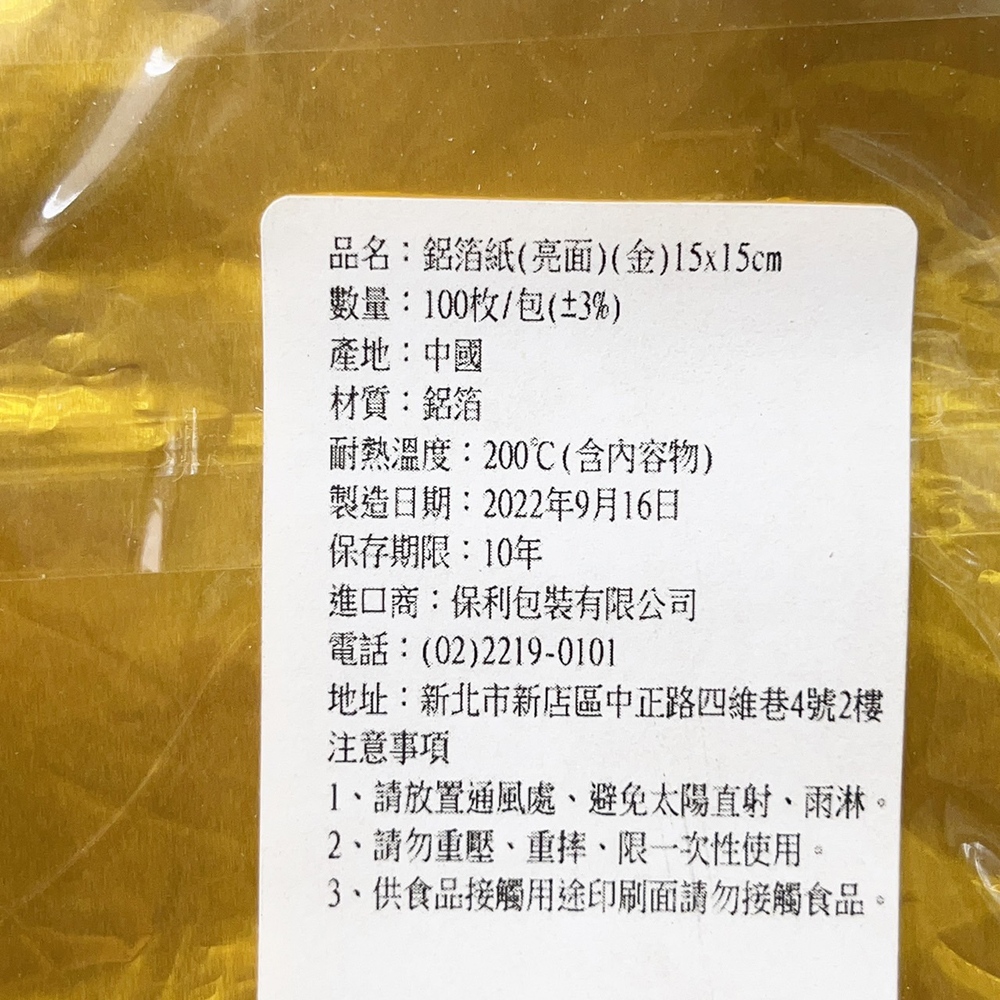 品名：鋁箔紙(亮面)(金)15x15cm
數量：100枚/包(±3%)
產地：中國
材質：鋁箔
耐熱溫度：200℃(含內容物)
製造日期：2022年9月16日
保存期限：10年
進口商：保利包裝有限公司
電話：(02)2219-0101
地址：新北市新店區中正路四維巷4號2樓
注意事項
1、請放置通風處、避免太陽直射、雨淋。
2、請勿重壓、重摔、限一次性使用。
3、供食品接觸用途印刷面請勿接觸食品。